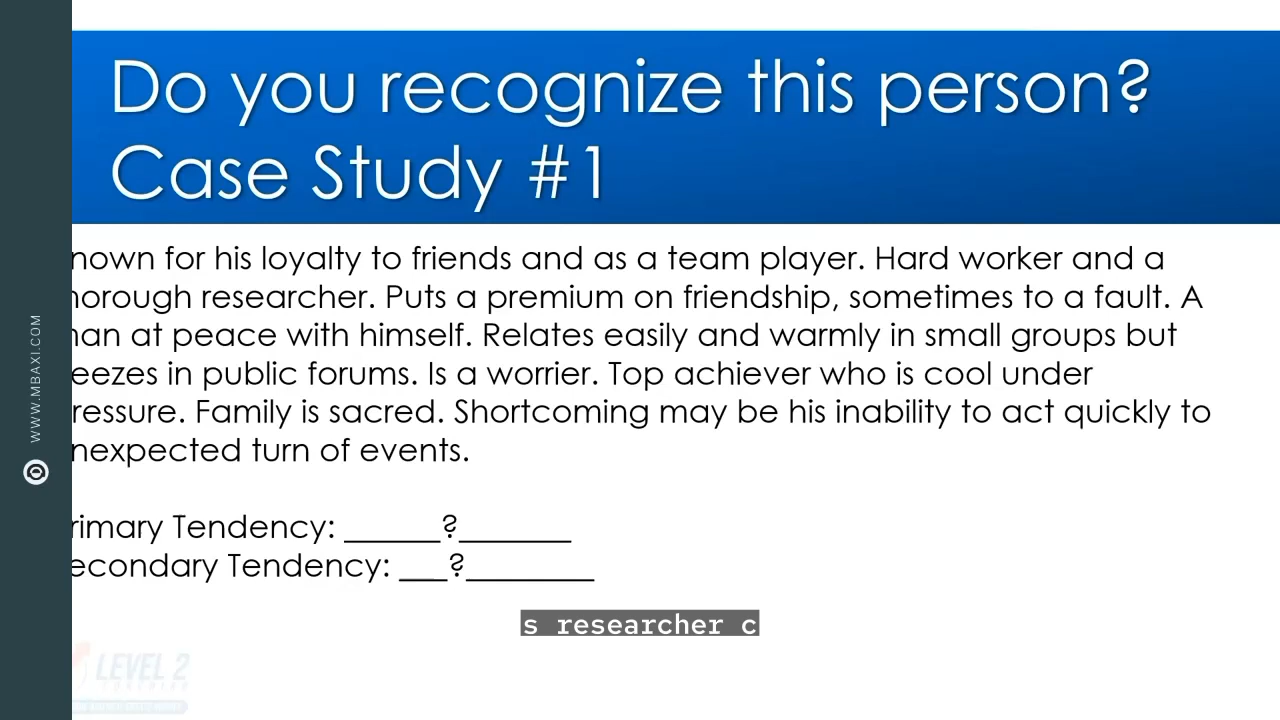 Do you recognize this person?
Case Study #1
nown for his loyalty to friends and as a team player. Hard worker and a
horough researcher. Puts a premium on friendship, sometimes to a fault. A
nan at peace with himself. Relates easily and warmly in small groups but
eezes in public forums. Is a worrier. Top achiever who is cool under
ressure. Family is sacred. Shortcoming may be his inability to act quickly to
nexpected turn of events.
rimary Tendency: ______?_______
econdary Tendency: ___?________
s researcher c
WWW.MBAXI.COM
LEVEL 2